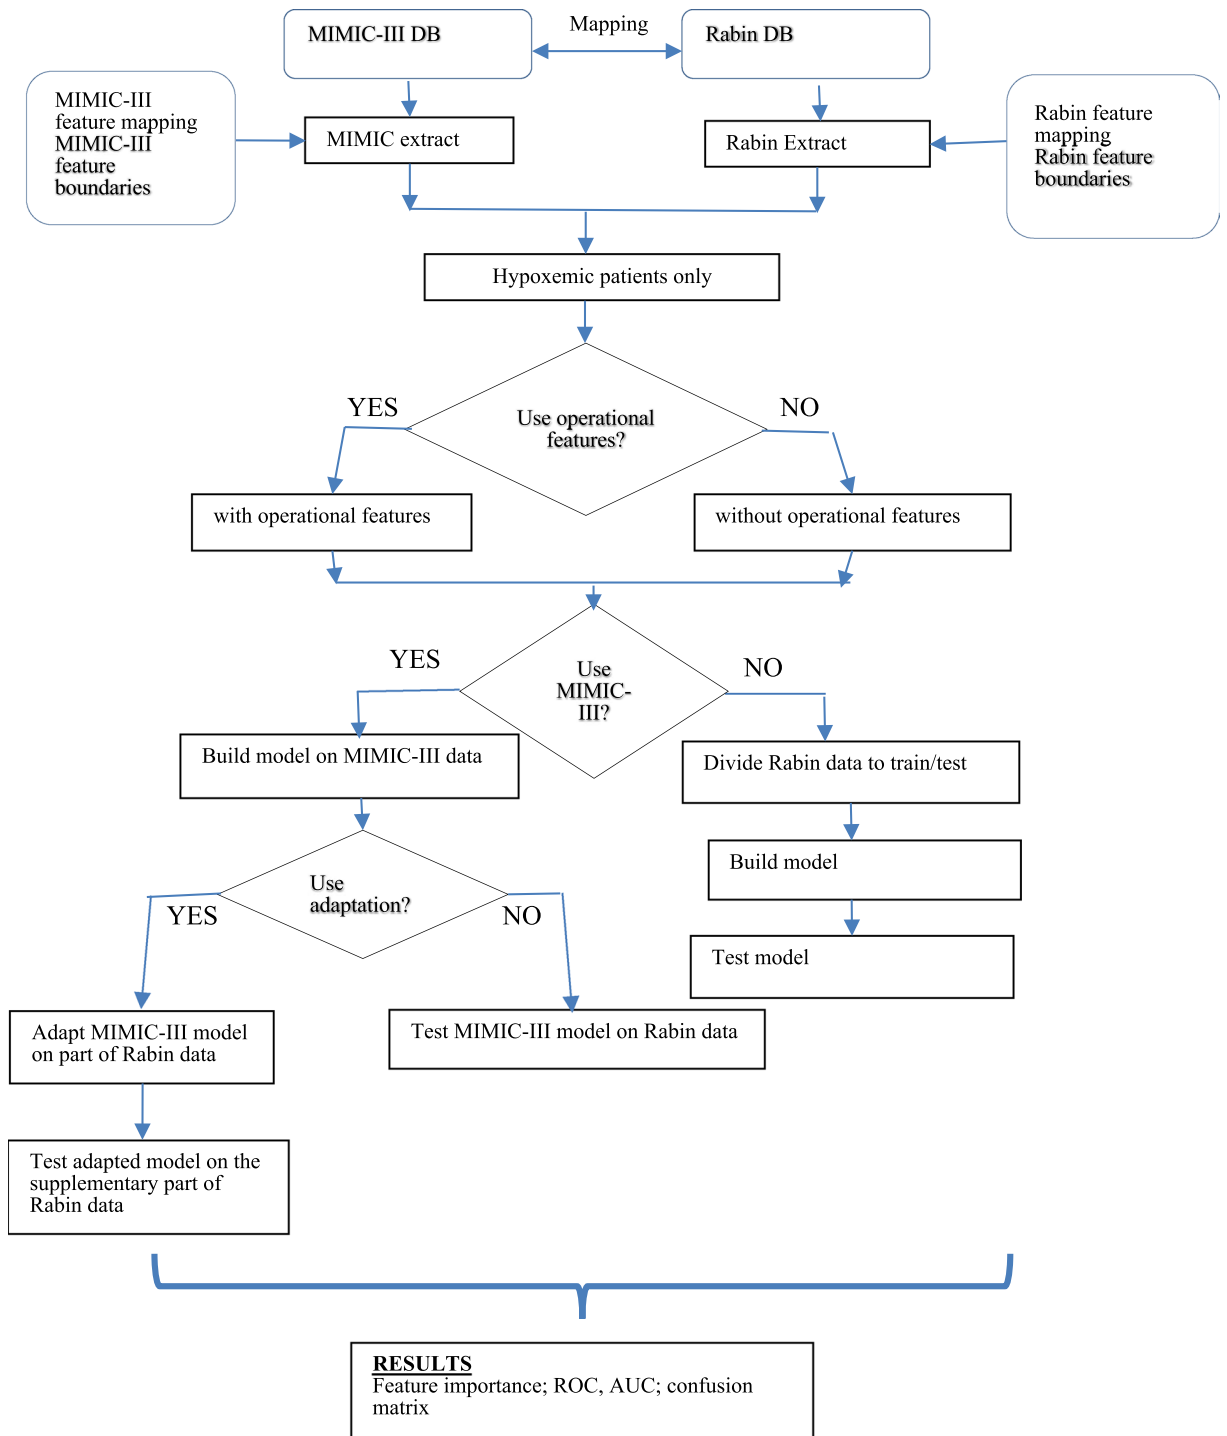 MIMIC-III DB
Mapping
Rabin DB
MIMIC-III
feature mapping
MIMIC-III
feature
boundaries
MIMIC extract
Rabin Extract
Rabin feature
mapping
Rabin feature
boundaries
Hypoxemic patients only
YES
Use operational
features?
NO
with operational features
without operational features
YES
Use
MIMIC-
III?
NO
Build model on MIMIC-III data
Divide Rabin data to train/test
Build model
Use
adaptation?
YES
NO
Test model
Adapt MIMIC-III model
on part of Rabin data
Test MIMIC-III model on Rabin data
Test adapted model on the
supplementary part of
Rabin data
RESULTS
Feature importance; ROC, AUC; confusion
matrix